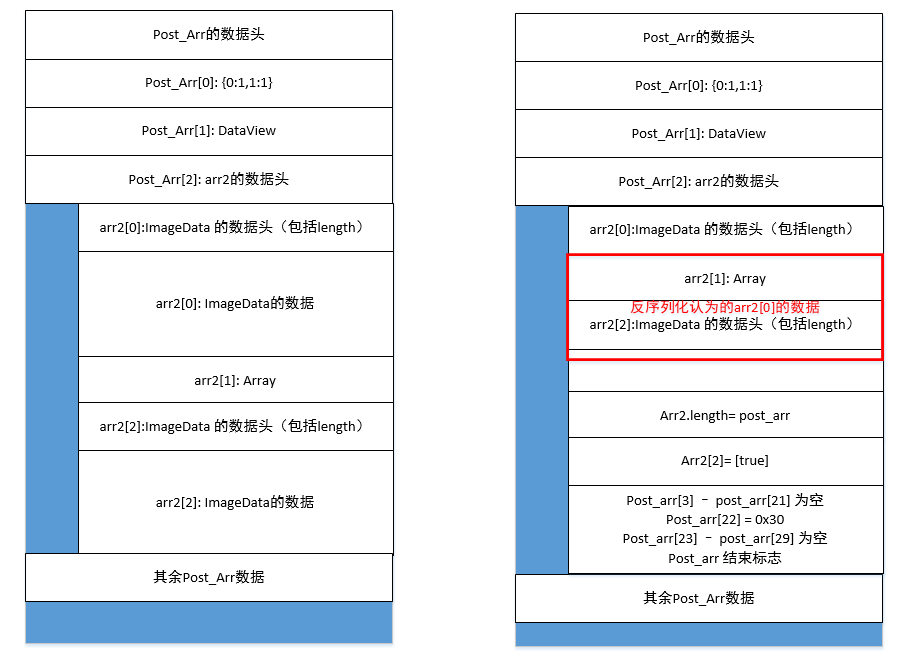 Post_Arr的数据头
Post_Arr[0]: {0:1,1:1}
Post_Arr[1]: DataView
Post_Arr[2]: arr2的数据头
arr2[0]:ImageData 的数据头（包括length）
arr2[0]: ImageData的数据
arr2[1]: Array
arr2[2]:ImageData 的数据头（包括length）
arr2[2]: ImageData的数据
其余Post_Arr数据
Post_Arr的数据头
Post_Arr[0]: {0:1,1:1}
Post_Arr[1]: DataView
Post_Arr[2]: arr2的数据头
arr2[0]:ImageData 的数据头（包括length）
arr2[1]: Array
反序列化认为的arr2[0]的数据
arr2[2]:ImageData 的数据头（包括length）
Arr2.length= post_arr
Arr2[2]= [true]
Post_arr[3] – post_arr[21] 为空
Post_arr[22] = 0x30
Post_arr[23] – post_arr[29] 为空
Post_arr 结束标志
其余Post_Arr数据